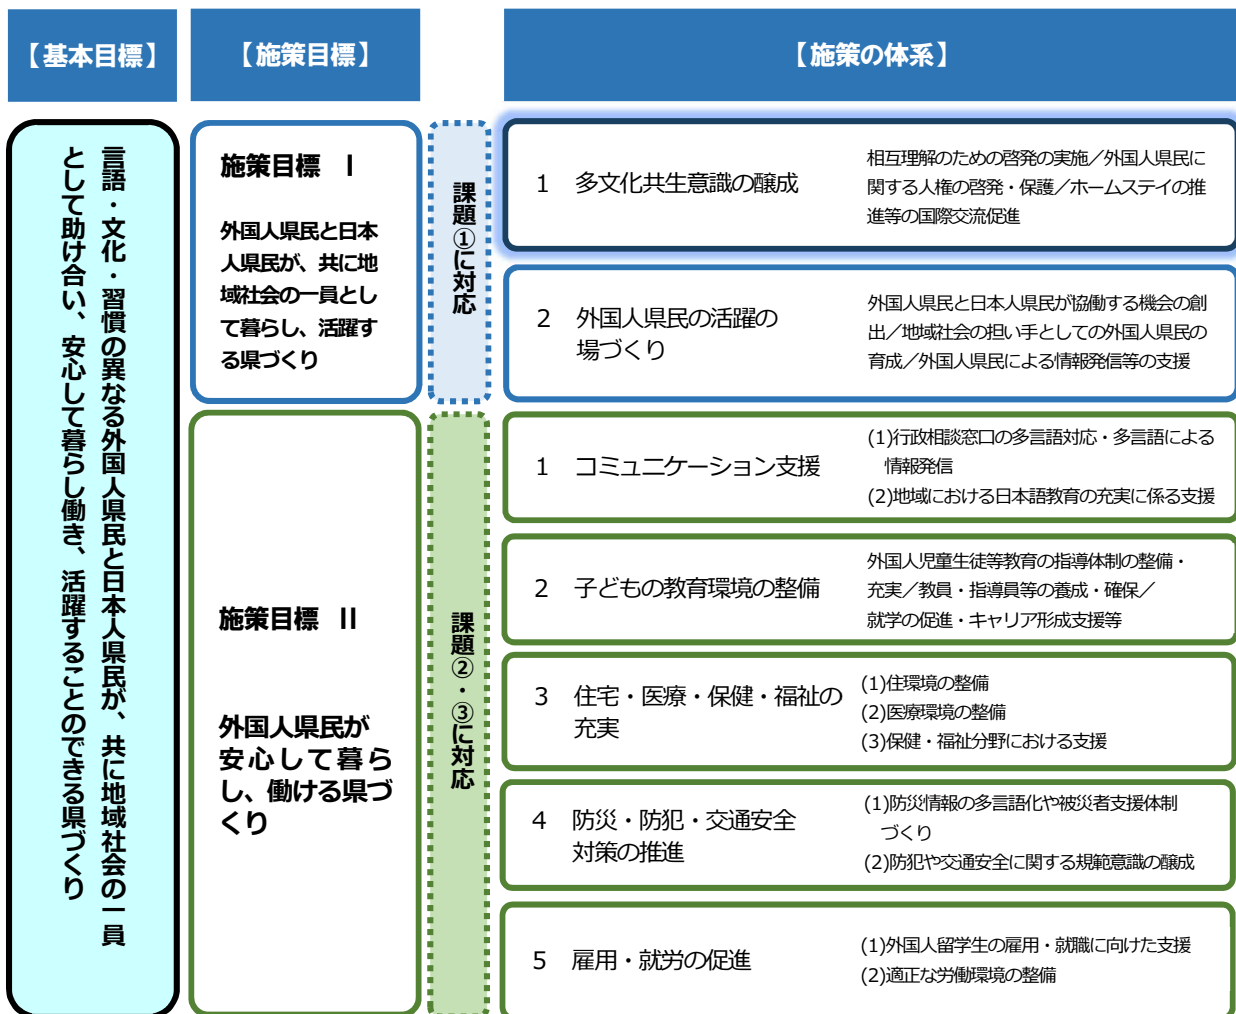 【基本目標】
【施策目標】
【施策の体系】
言語・文化・習慣の異なる外国人県民と日本人県民が、共に地域社会の一員
として助け合い、安心して暮らし働き、活躍することのできる県づくり
施策目標 Ⅰ
外国人県民と日本
人県民が、共に地
域社会の一員とし
て暮らし、活躍す
る県づくり
課題①に対応
1 多文化共生意識の醸成
相互理解のための啓発の実施／外国人県民に
関する人権の啓発・保護／ホームステイの推
進等の国際交流促進
2 外国人県民の活躍の
場づくり
外国人県民と日本人県民が協働する機会の創
出／地域社会の担い手としての外国人県民の
育成／外国人県民による情報発信等の支援
施策目標 Ⅱ
外国人県民が
安心して暮ら
し、働ける県づ
くり
課題②・③に対応
1 コミュニケーション支援
(1)行政相談窓口の多言語対応・多言語による
情報発信
(2)地域における日本語教育の充実に係る支援
2 子どもの教育環境の整備
外国人児童生徒等教育の指導体制の整備・
充実／教員・指導員等の養成・確保／
就学の促進・キャリア形成支援等
3 住宅・医療・保健・福祉の
充実
(1)住環境の整備
(2)医療環境の整備
(3)保健・福祉分野における支援
4 防災・防犯・交通安全
対策の推進
(1)防災情報の多言語化や被災者支援体制
づくり
(2)防犯や交通安全に関する規範意識の醸成
5 雇用・就労の促進
(1)外国人留学生の雇用・就職に向けた支援
(2)適正な労働環境の整備